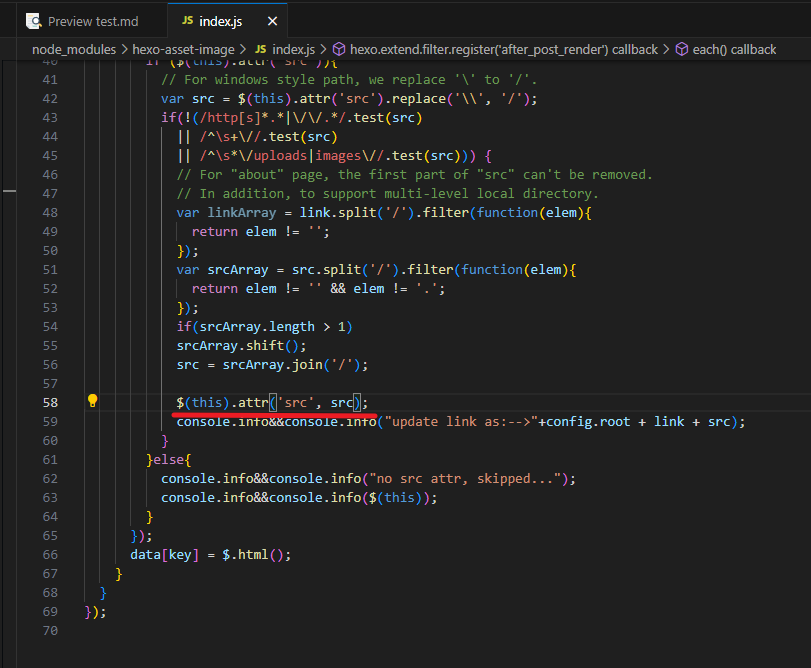 Preview test.md
JS index.js
node_modules > hexo-asset-image > JS index.js > hexo.extend.filter.register('after_post_render') callback > each() callback
40 if ($(this).attr('src')){
41 // For windows style path, we replace '\' to '/'.
42 var src = $(this).attr('src').replace('\\', '/');
43 if(!(/http[s]*.*|\/\/.*/.test(src)
44 || /^\s+\//.test(src)
45 || /^\s*\/uploads|images\//.test(src))) {
46 // For "about" page, the first part of "src" can't be removed.
47 // In addition, to support multi-level local directory.
48 var linkArray = link.split('/').filter(function(elem){
49 return elem != '';
50 });
51 var srcArray = src.split('/').filter(function(elem){
52 return elem != '' && elem != '.';
53 });
54 if(srcArray.length > 1)
55 srcArray.shift();
56 src = srcArray.join('/');
57
58 $(this).attr('src', src);
59 console.info&&console.info("update link as:-->"+config.root + link + src);
60 }
61 }else{
62 console.info&&console.info("no src attr, skipped...");
63 console.info&&console.info($(this));
64 }
65 });
66 data[key] = $.html();
67 }
68 }
69 });
70